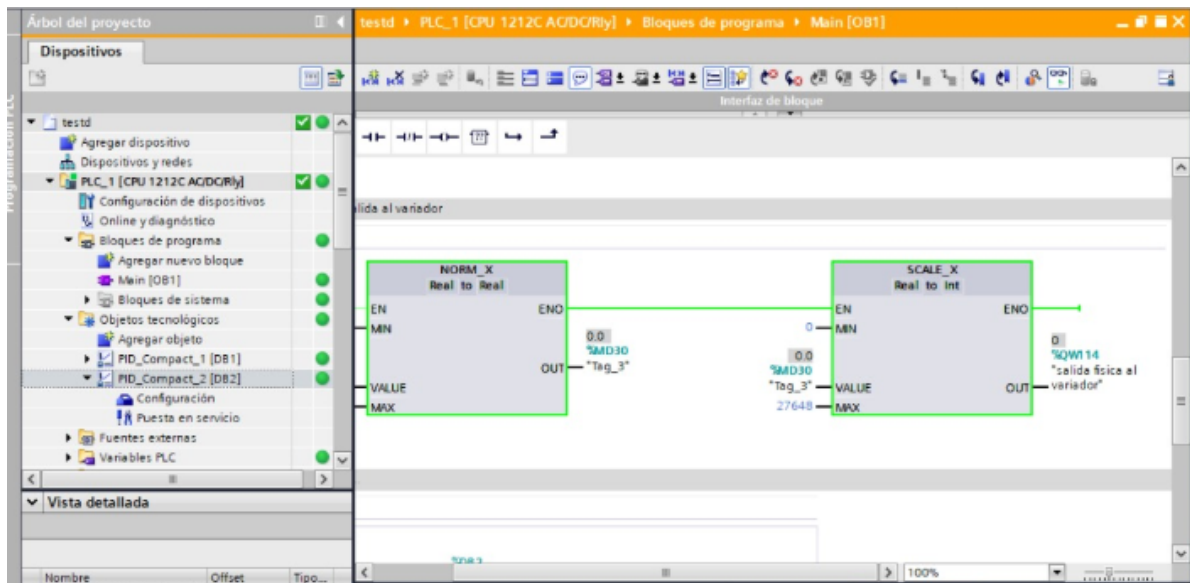 Árbol del proyecto
testd ▸ PLC_1 [CPU 1212C AC/DC/Rly] ▸ Bloques de programa ▸ Main [OB1]
Dispositivos
Interfaz de bloque
testd
Agregar dispositivo
Dispositivos y redes
PLC_1 [CPU 1212C AC/DC/Rly]
Configuración de dispositivos
Online y diagnóstico
Bloques de programa
Agregar nuevo bloque
Main [OB1]
Bloques de sistema
Objetos tecnológicos
Agregar objeto
PID_Compact_1 [DB1]
PID_Compact_2 [DB2]
Configuración
Puesta en servicio
Fuentes externas
Variables PLC
Vista detallada
Nombre Offset Tipo...
lida al variador
NORM_X
Real to Real
EN ENO
MIN
0.0
%MD30
OUT "Tag_3"
VALUE
MAX
SCALE_X
Real to Int
EN ENO
0 MIN
0.0
%MD30
"Tag_3" VALUE
27648 MAX
0
%QW114
"salida fisica al
OUT variador"
%DB2
100%